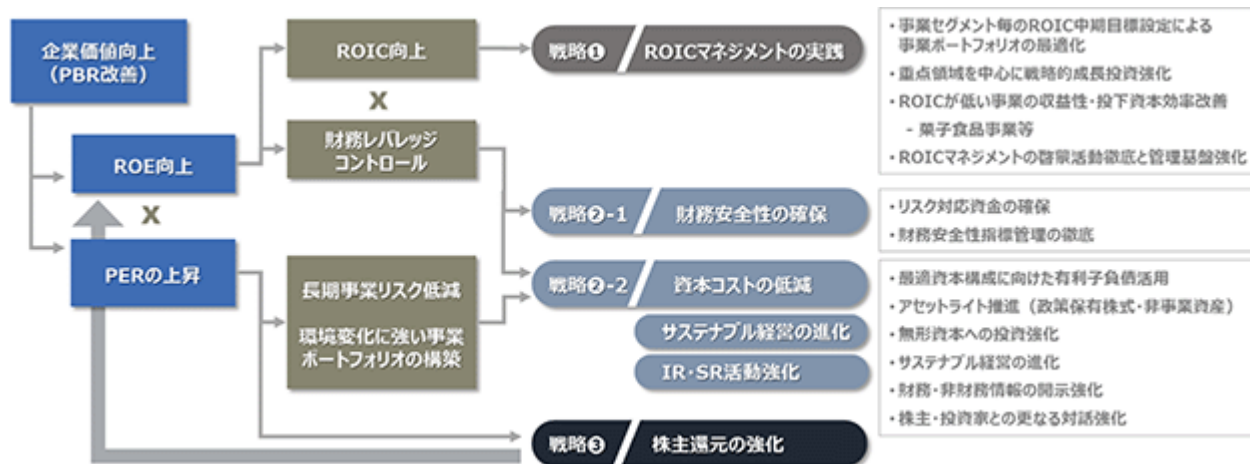 企業価値向上
（PBR改善）
ROE向上
X
PERの上昇
ROIC向上
X
財務レバレッジ
コントロール
長期事業リスク低減
環境変化に強い事業
ポートフォリオの構築
戦略❶ ROICマネジメントの実践
・事業セグメント毎のROIC中期目標設定による
事業ポートフォリオの最適化
・重点領域を中心に戦略的成長投資強化
・ROICが低い事業の収益性・投下資本効率改善
- 菓子食品事業等
・ROICマネジメントの啓蒙活動徹底と管理基盤強化
戦略❷-1 財務安全性の確保
・リスク対応資金の確保
・財務安全性指標管理の徹底
戦略❷-2 資本コストの低減
サステナブル経営の進化
IR・SR活動強化
・最適資本構成に向けた有利子負債活用
・アセットライト推進（政策保有株式・非事業資産）
・無形資本への投資強化
・サステナブル経営の進化
・財務・非財務情報の開示強化
・株主・投資家との更なる対話強化
戦略❸ 株主還元の強化